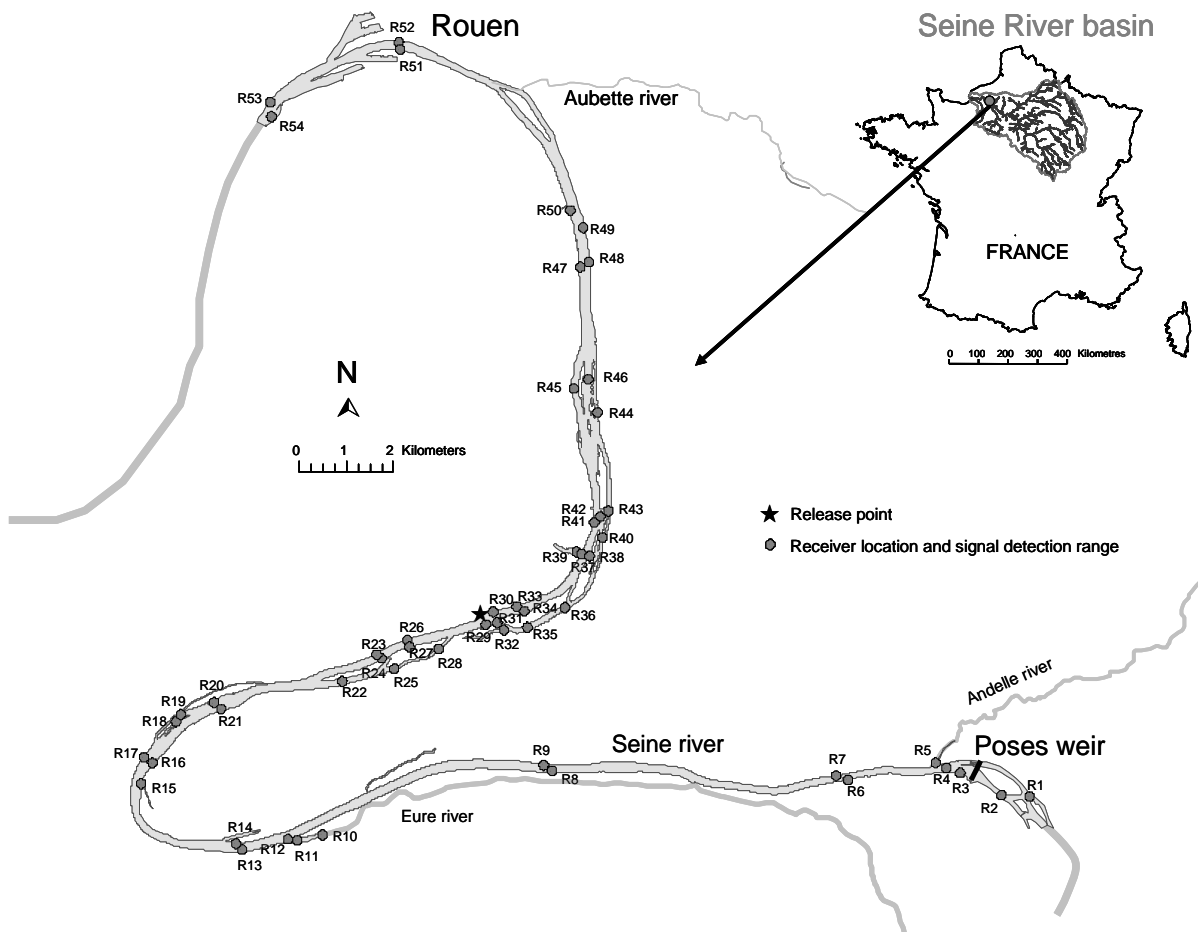 R52
Rouen
Seine River basin
R51
R53
R54
Aubette river
R50
R49
R48
R47
FRANCE
0 100 200 300 400 Kilometres
N
R46
R45
R44
0 1 2 Kilometers
R42
R43
R41
Release point
R40
R39
R38
R37
Receiver location and signal detection range
R30
R33
R34
R36
R31
R29
R32
R35
R26
R23
R27
R28
R24
R25
R22
R20
R19
R21
R18
R17
R16
R15
Andelle river
Seine river
Poses weir
R9
R8
R7
R6
R5
R4
R3
R2
R1
Eure river
R14
R13
R12
R11
R10